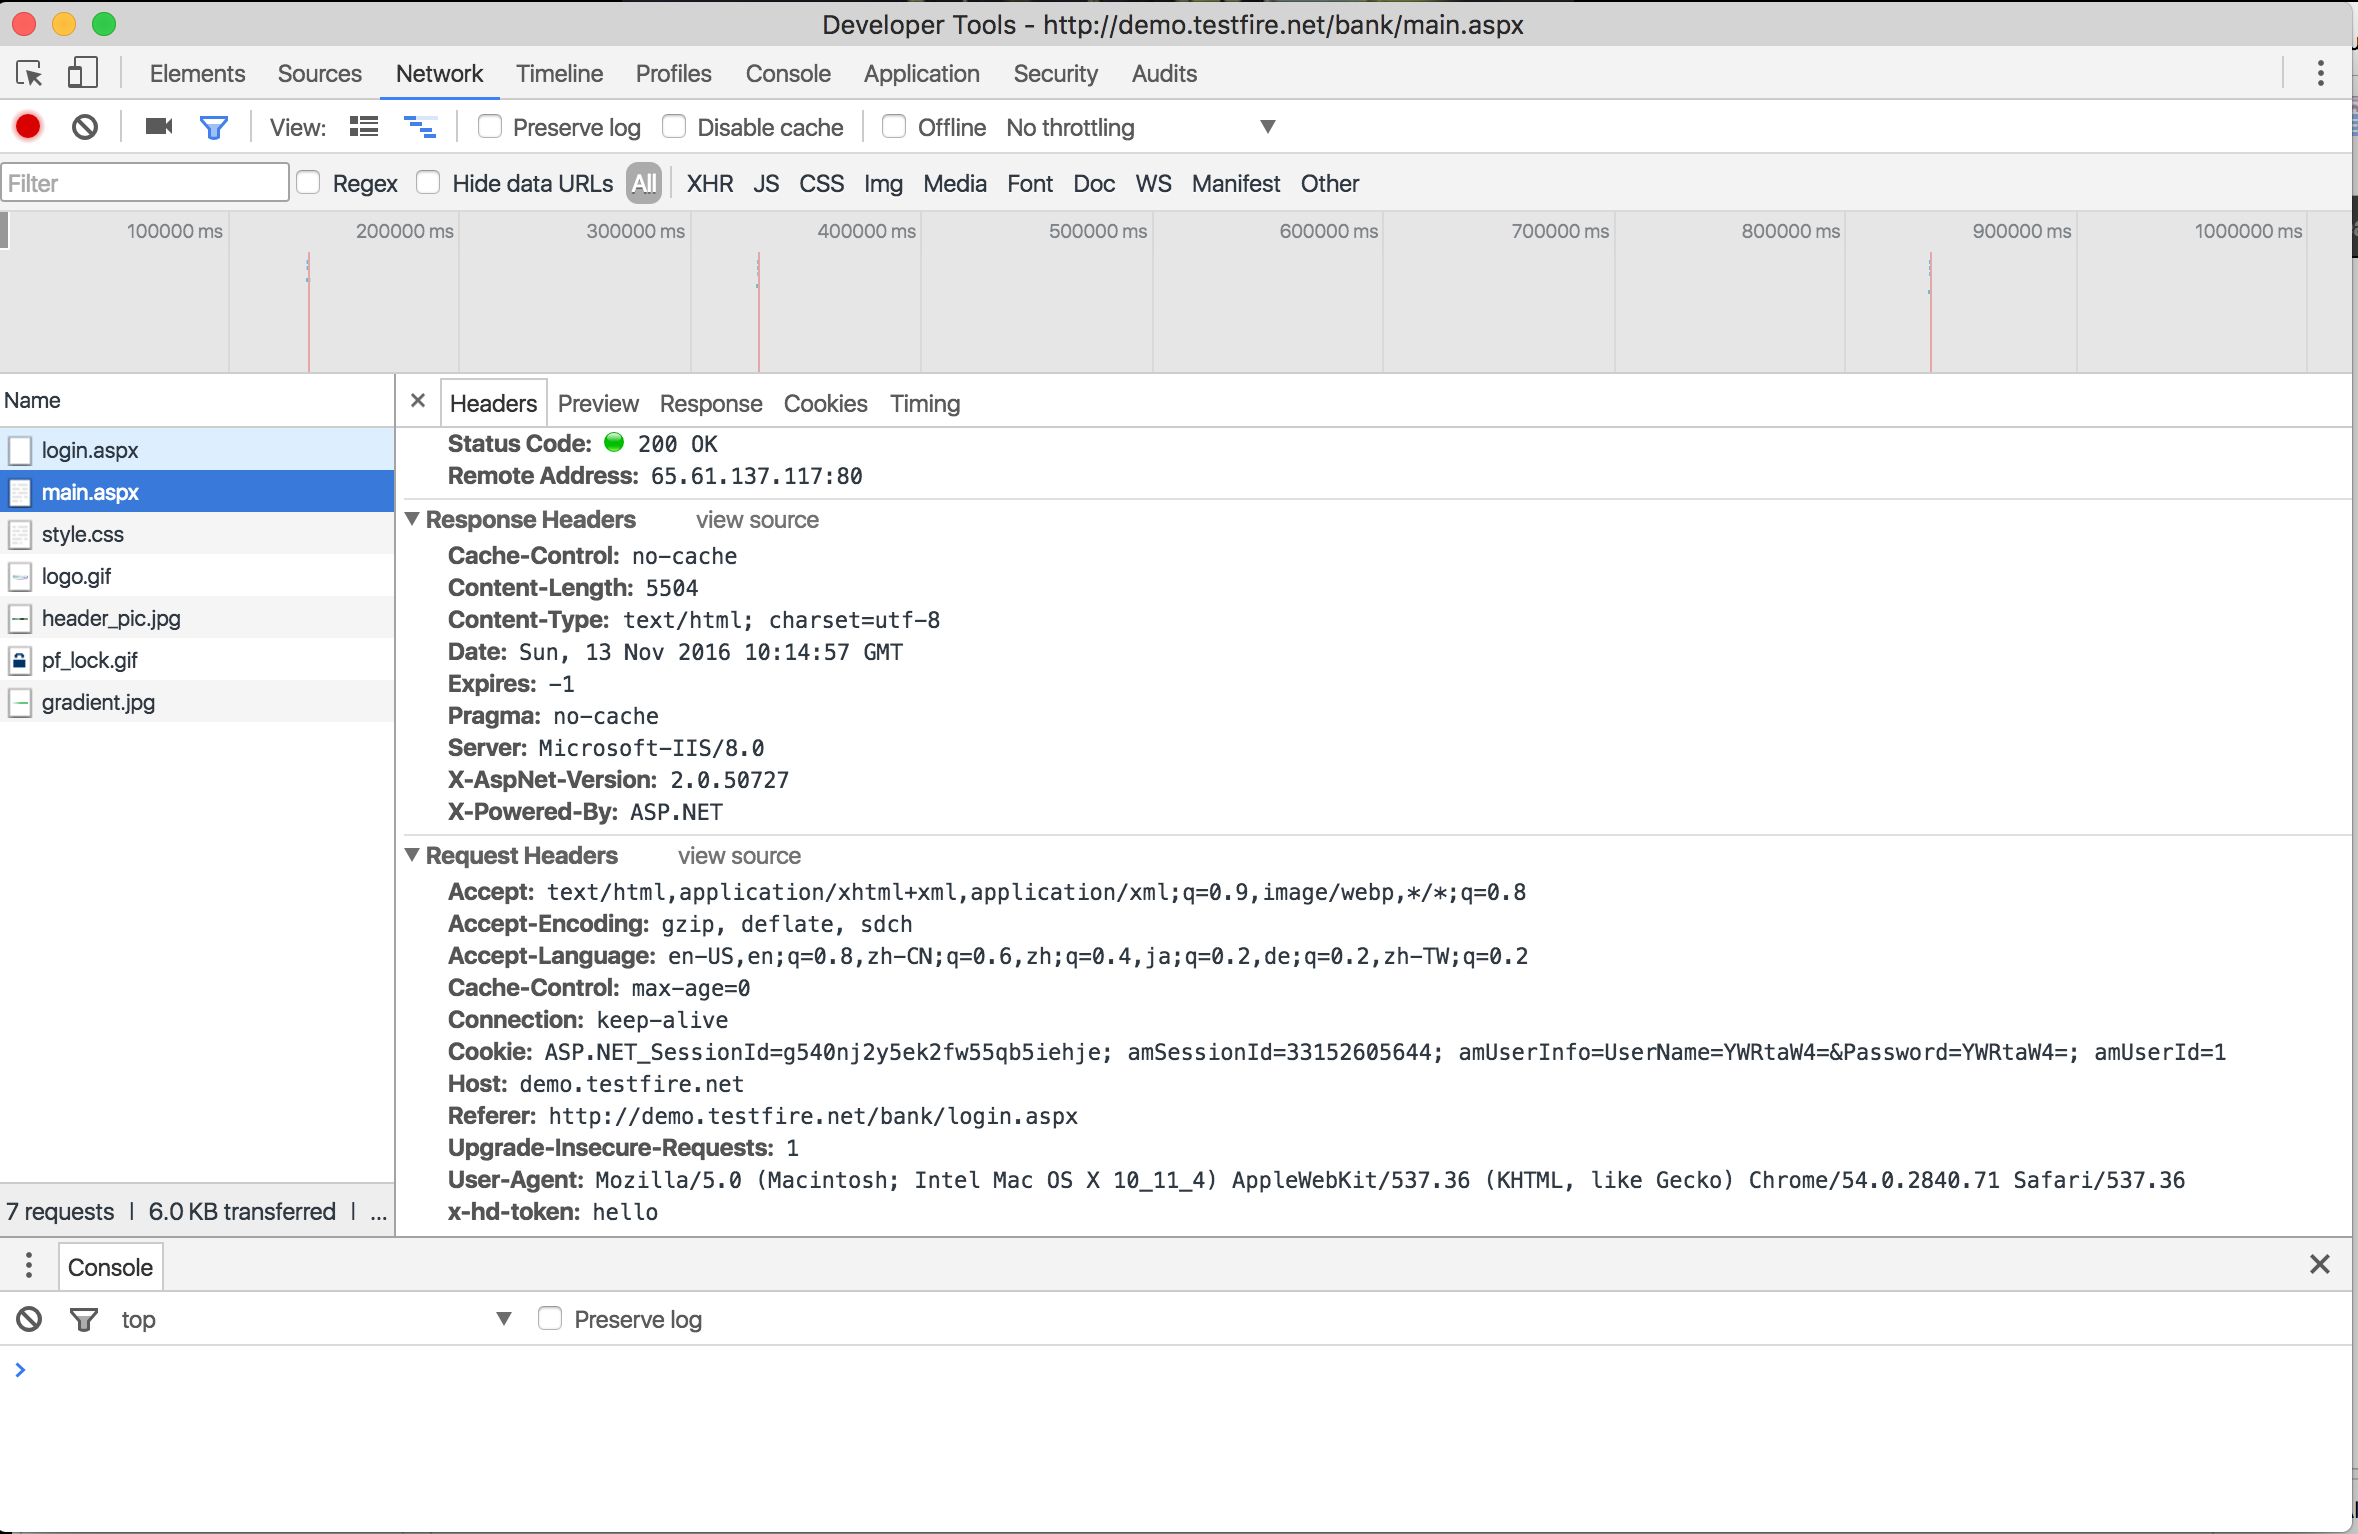 Developer Tools - http://demo.testfire.net/bank/main.aspx
Elements Sources Network Timeline Profiles Console Application Security Audits
View: Preserve log Disable cache Offline No throttling
Filter Regex Hide data URLs All XHR JS CSS Img Media Font Doc WS Manifest Other
100000 ms 200000 ms 300000 ms 400000 ms 500000 ms 600000 ms 700000 ms 800000 ms 900000 ms 1000000 ms
Name
login.aspx
main.aspx
style.css
logo.gif
header_pic.jpg
pf_lock.gif
gradient.jpg
7 requests | 6.0 KB transferred | ...
× Headers Preview Response Cookies Timing
Status Code: 200 OK
Remote Address: 65.61.137.117:80
Response Headers view source
Cache-Control: no-cache
Content-Length: 5504
Content-Type: text/html; charset=utf-8
Date: Sun, 13 Nov 2016 10:14:57 GMT
Expires: -1
Pragma: no-cache
Server: Microsoft-IIS/8.0
X-AspNet-Version: 2.0.50727
X-Powered-By: ASP.NET
Request Headers view source
Accept: text/html,application/xhtml+xml,application/xml;q=0.9,image/webp,*/*;q=0.8
Accept-Encoding: gzip, deflate, sdch
Accept-Language: en-US,en;q=0.8,zh-CN;q=0.6,zh;q=0.4,ja;q=0.2,de;q=0.2,zh-TW;q=0.2
Cache-Control: max-age=0
Connection: keep-alive
Cookie: ASP.NET_SessionId=g540nj2y5ek2fw55qb5iehje; amSessionId=33152605644; amUserInfo=UserName=YWRtaW4=&Password=YWRtaW4=; amUserId=1
Host: demo.testfire.net
Referer: http://demo.testfire.net/bank/login.aspx
Upgrade-Insecure-Requests: 1
User-Agent: Mozilla/5.0 (Macintosh; Intel Mac OS X 10_11_4) AppleWebKit/537.36 (KHTML, like Gecko) Chrome/54.0.2840.71 Safari/537.36
x-hd-token: hello
Console
top Preserve log